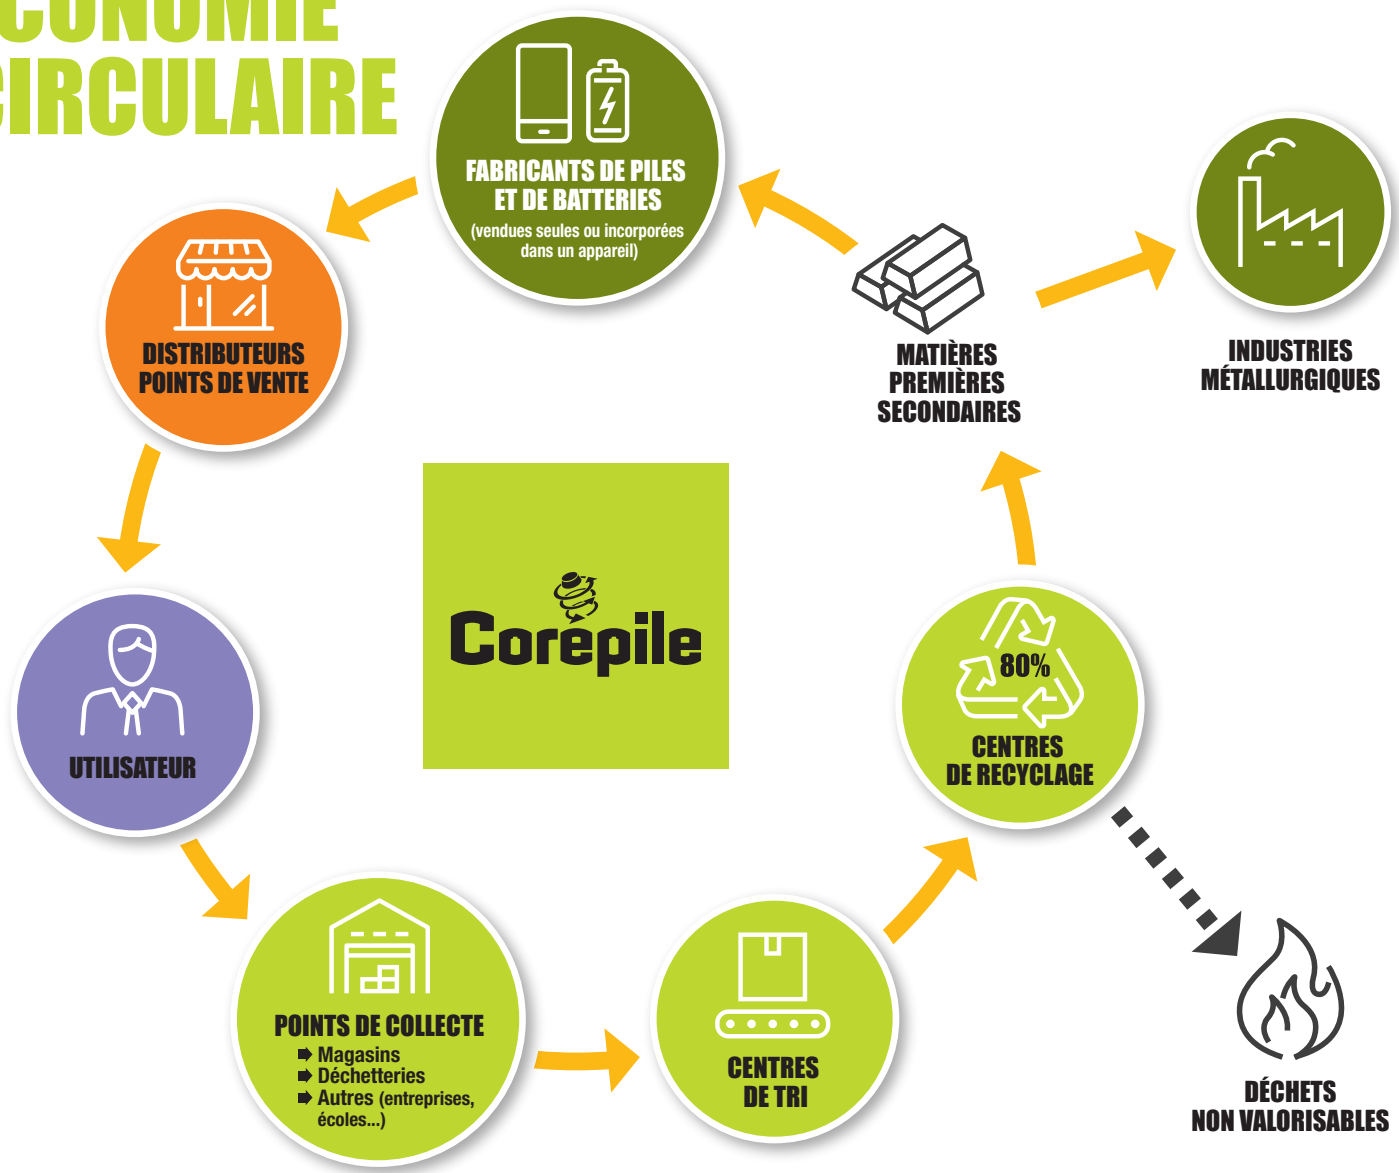 CONOMIE
CIRCULAIRE
FABRICANTS DE PILES
ET DE BATTERIES
(vendues seules ou incorporées
dans un appareil)
INDUSTRIES
MÉTALLURGIQUES
MATIÈRES
PREMIÈRES
SECONDAIRES
DISTRIBUTEURS
POINTS DE VENTE
Corepile
80%
CENTRES
DE RECYCLAGE
UTILISATEUR
POINTS DE COLLECTE
Magasins
Déchetteries
Autres (entreprises,
écoles...)
CENTRES
DE TRI
DÉCHETS
NON VALORISABLES